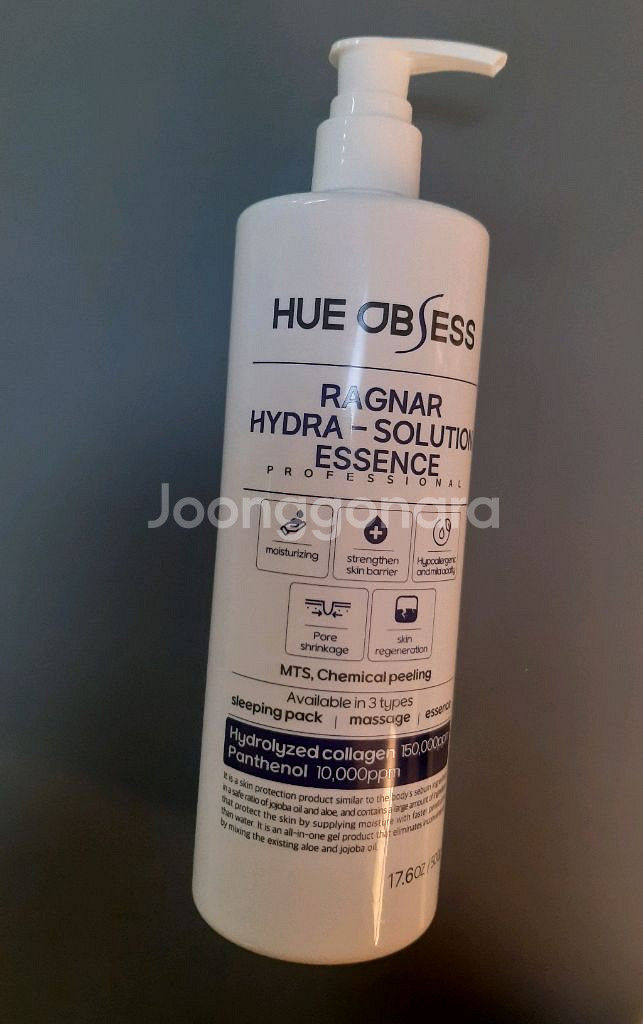 HUE OBSESS
RAGNAR
HYDRA – SOLUTION
ESSENCE
PROFESSIONAL
Joonggonara
moisturizing
strengthen
skin barrier
Hypoallergenic
and mild acidity
Pore
shrinkage
skin
regeneration
MTS, Chemical peeling
Available in 3 types
sleeping pack | massage | essence
Hydrolyzed collagen 150,000ppm
Panthenol 10,000ppm
It is a skin protection product similar to the body's sebum
in a safe ratio of jojoba oil and aloe, and contains a large amount of
that protect the skin by supplying moisture with faster
than water. It is an all-in-one gel product that eliminates
by mixing the existing aloe and jojoba oil.
17.6oz /